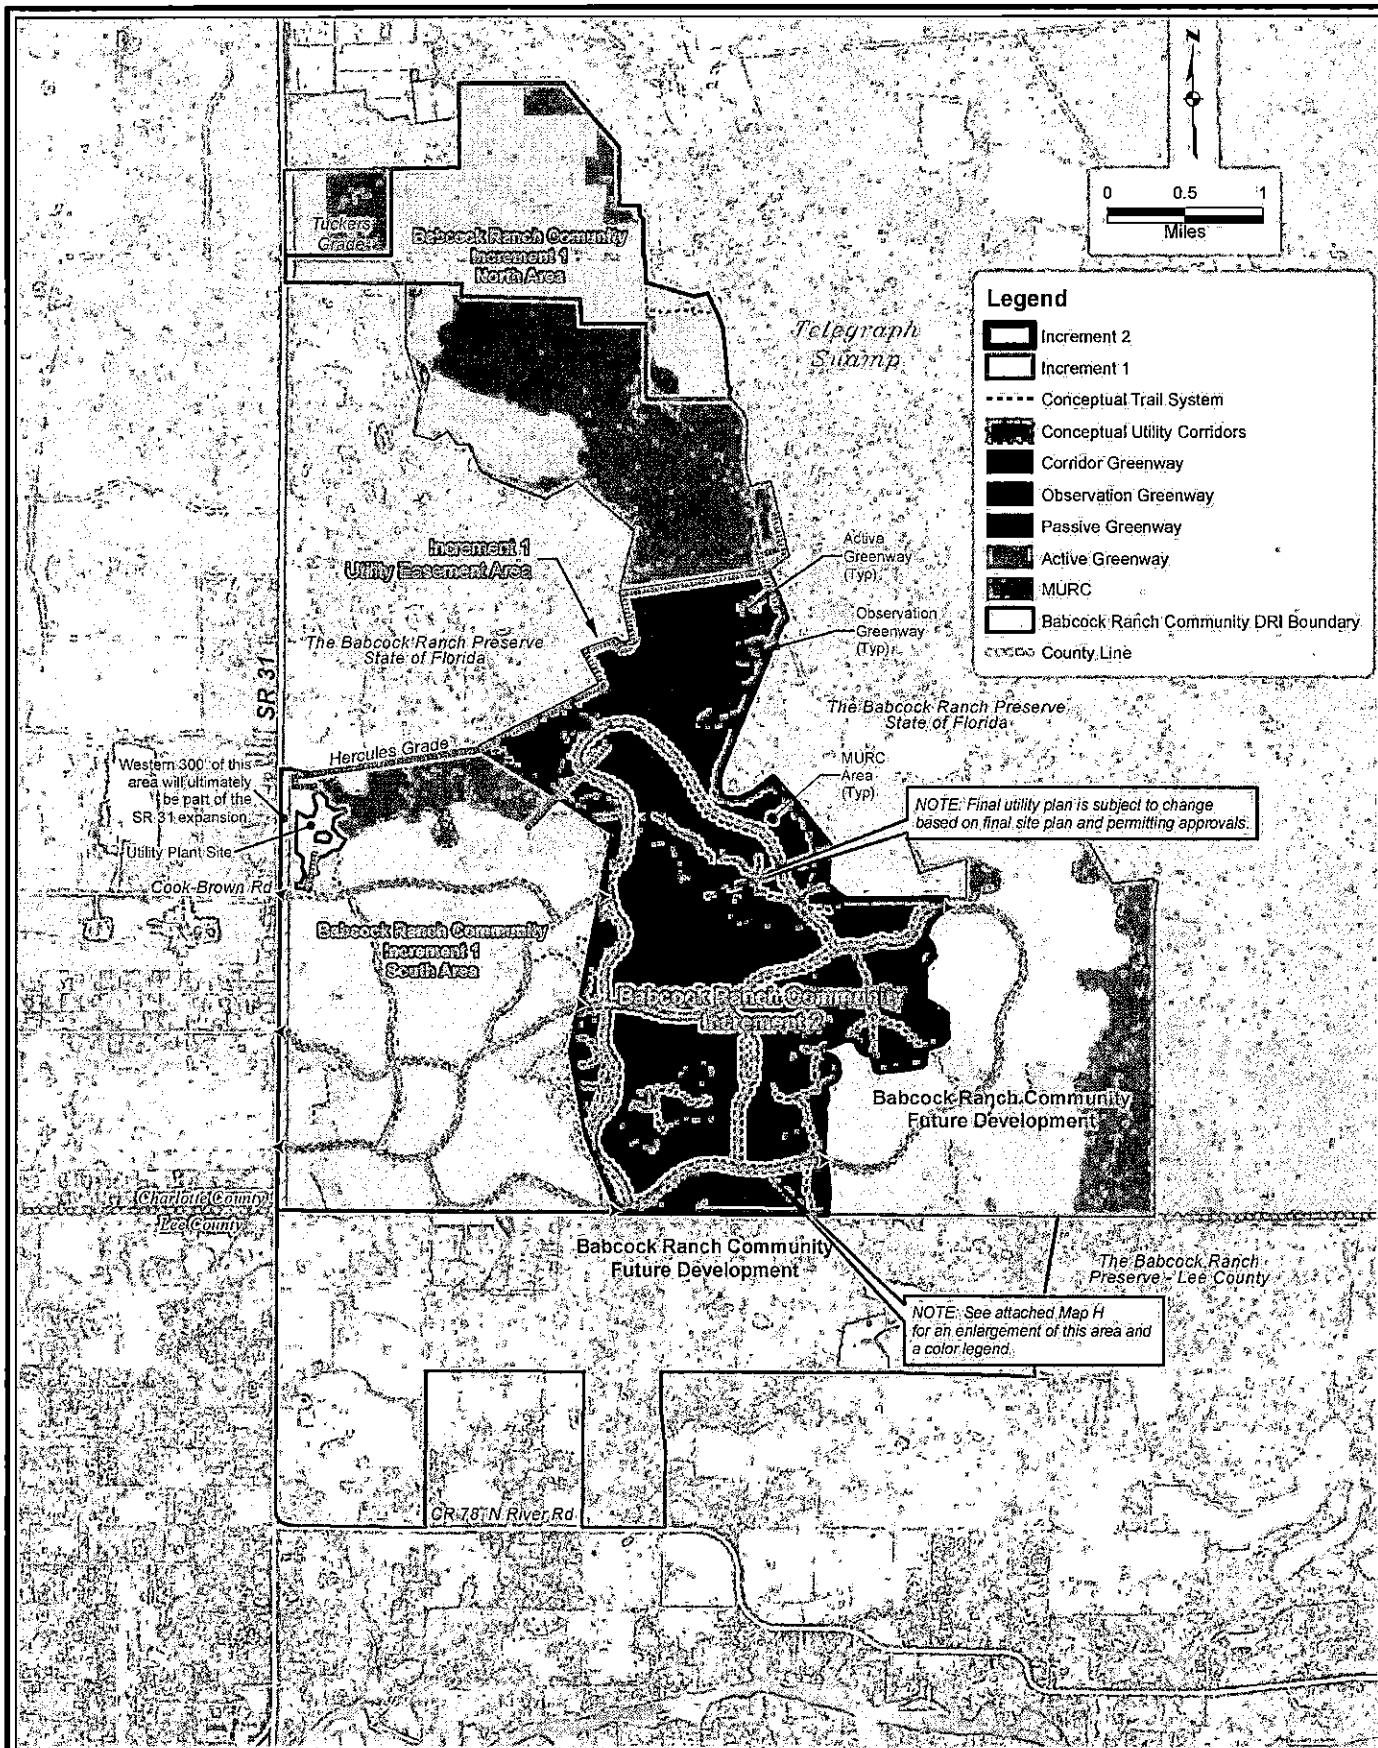 N
0 0.5 1
Miles
Tuckers
Grade
Babcock Ranch Comunity
Increment 1
North Area
Telegraph
Swamp
Legend
Increment 2
Increment 1
Conceptual Trail System
Conceptual Utility Corridors
Corridor Greenway
Observation Greenway
Passive Greenway
Active Greenway
MURC
Babcock Ranch Community DRI Boundary
County Line
Increment 1
Utility Easement Area
Active
Greenway
(Typ)
Observation
Greenway
(Typ)
The Babcock Ranch Preserve
State of Florida
SR 31
The Babcock Ranch Preserve
State of Florida
Hercules Grade
Western 300' of this
area will ultimately
be part of the
SR 31 expansion
MURC
Area
(Typ)
NOTE: Final utility plan is subject to change
based on final site plan and permitting approvals.
Utility Plant Site
Cook-Brown Rd
Babcock Ranch Community
Increment 1
South Area
Babcock Ranch Community
Increment 2
Babcock Ranch Community
Future Development
Charlotte County
Lee County
Babcock Ranch Community
Future Development
The Babcock Ranch
Preserve - Lee County
NOTE: See attached Map H
for an enlargement of this area and
a color legend.
CR 78, N River Rd